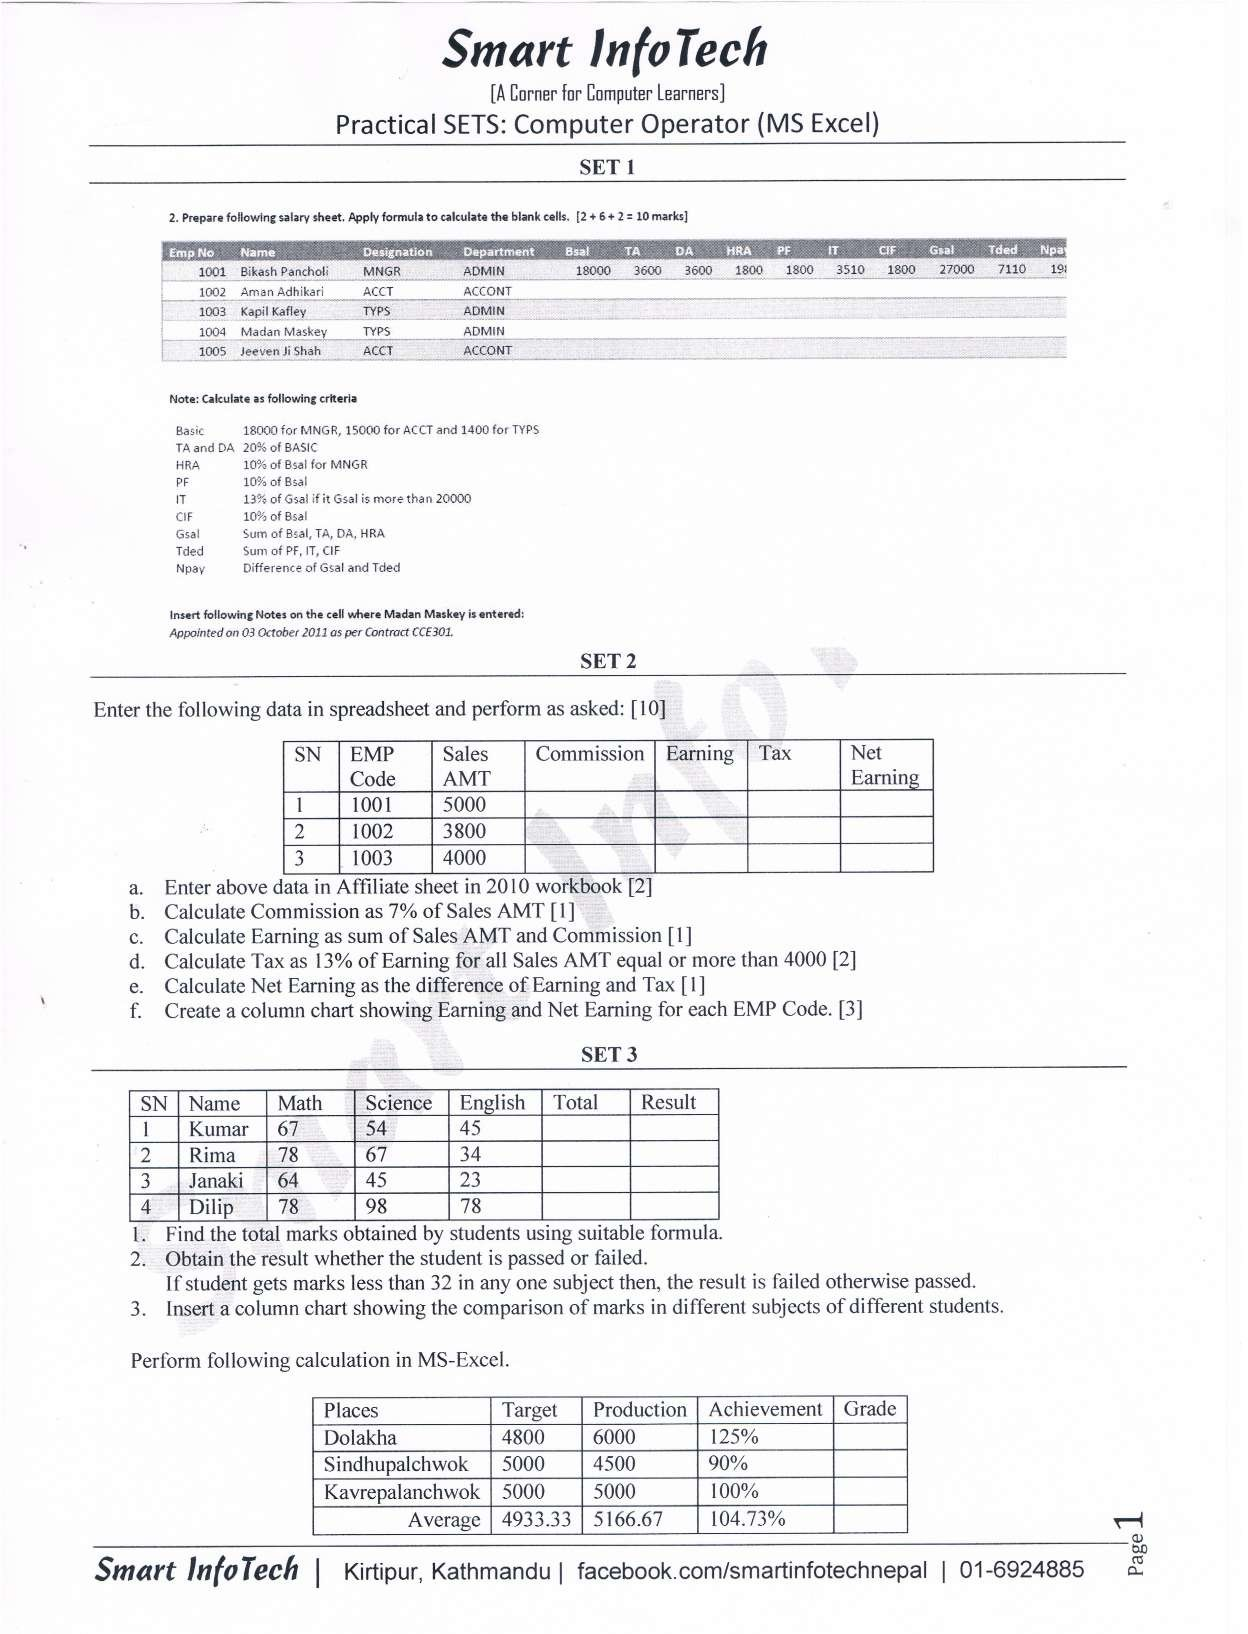 Smart InfoTech
[A Corner for Computer Learners]
Practical SETS: Computer Operator (MS Excel)
SET 1
2. Prepare following salary sheet. Apply formula to calculate the blank cells. [2 + 6 + 2 = 10 marks]
Emp No Name Designation Department Bsal TA DA HRA PF IT CIF Gsal Tded Npay
1001 Bikash Pancholi MNGR ADMIN 18000 3600 3600 1800 1800 3510 1800 27000 7110
1002 Aman Adhikari ACCT ACCONT
1003 Kapil Kafley TYPS ADMIN
1004 Madan Maskey TYPS ADMIN
1005 Jeeven Ji Shah ACCT ACCONT
Note: Calculate as following criteria
Basic 18000 for MNGR, 15000 for ACCT and 1400 for TYPS
TA and DA 20% of BASIC
HRA 10% of Bsal for MNGR
PF 10% of Bsal
IT 13% of Gsal if it Gsal is more than 20000
CIF 10% of Bsal
Gsal Sum of Bsal, TA, DA, HRA
Tded Sum of PF, IT, CIF
Npay Difference of Gsal and Tded
Insert following Notes on the cell where Madan Maskey is entered:
Appointed on 03 October 2011 as per Contract CCE301.
SET 2
Enter the following data in spreadsheet and perform as asked: [10]
SN EMP Code Sales AMT Commission Earning Tax Net Earning
1 1001 5000
2 1002 3800
3 1003 4000
a. Enter above data in Affiliate sheet in 2010 workbook [2]
b. Calculate Commission as 7% of Sales AMT [1]
c. Calculate Earning as sum of Sales AMT and Commission [1]
d. Calculate Tax as 13% of Earning for all Sales AMT equal or more than 4000 [2]
e. Calculate Net Earning as the difference of Earning and Tax [1]
f. Create a column chart showing Earning and Net Earning for each EMP Code. [3]
SET 3
SN Name Math Science English Total Result
1 Kumar 67 54 45
2 Rima 78 67 34
3 Janaki 64 45 23
4 Dilip 78 98 78
1. Find the total marks obtained by students using suitable formula.
2. Obtain the result whether the student is passed or failed.
If student gets marks less than 32 in any one subject then, the result is failed otherwise passed.
3. Insert a column chart showing the comparison of marks in different subjects of different students.
Perform following calculation in MS-Excel.
Places Target Production Achievement Grade
Dolakha 4800 6000 125%
Sindhupalchwok 5000 4500 90%
Kavrepalanchwok 5000 5000 100%
Average 4933.33 5166.67 104.73%
Smart InfoTech | Kirtipur, Kathmandu | facebook.com/smartinfotechnepal | 01-6924885
Page 1
Smart Info.